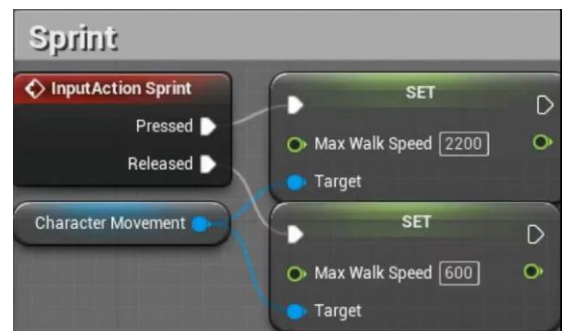 Sprint
InputAction Sprint
Pressed
Released
Character Movement
SET
Max Walk Speed 2200
Target
SET
Max Walk Speed 600
Target